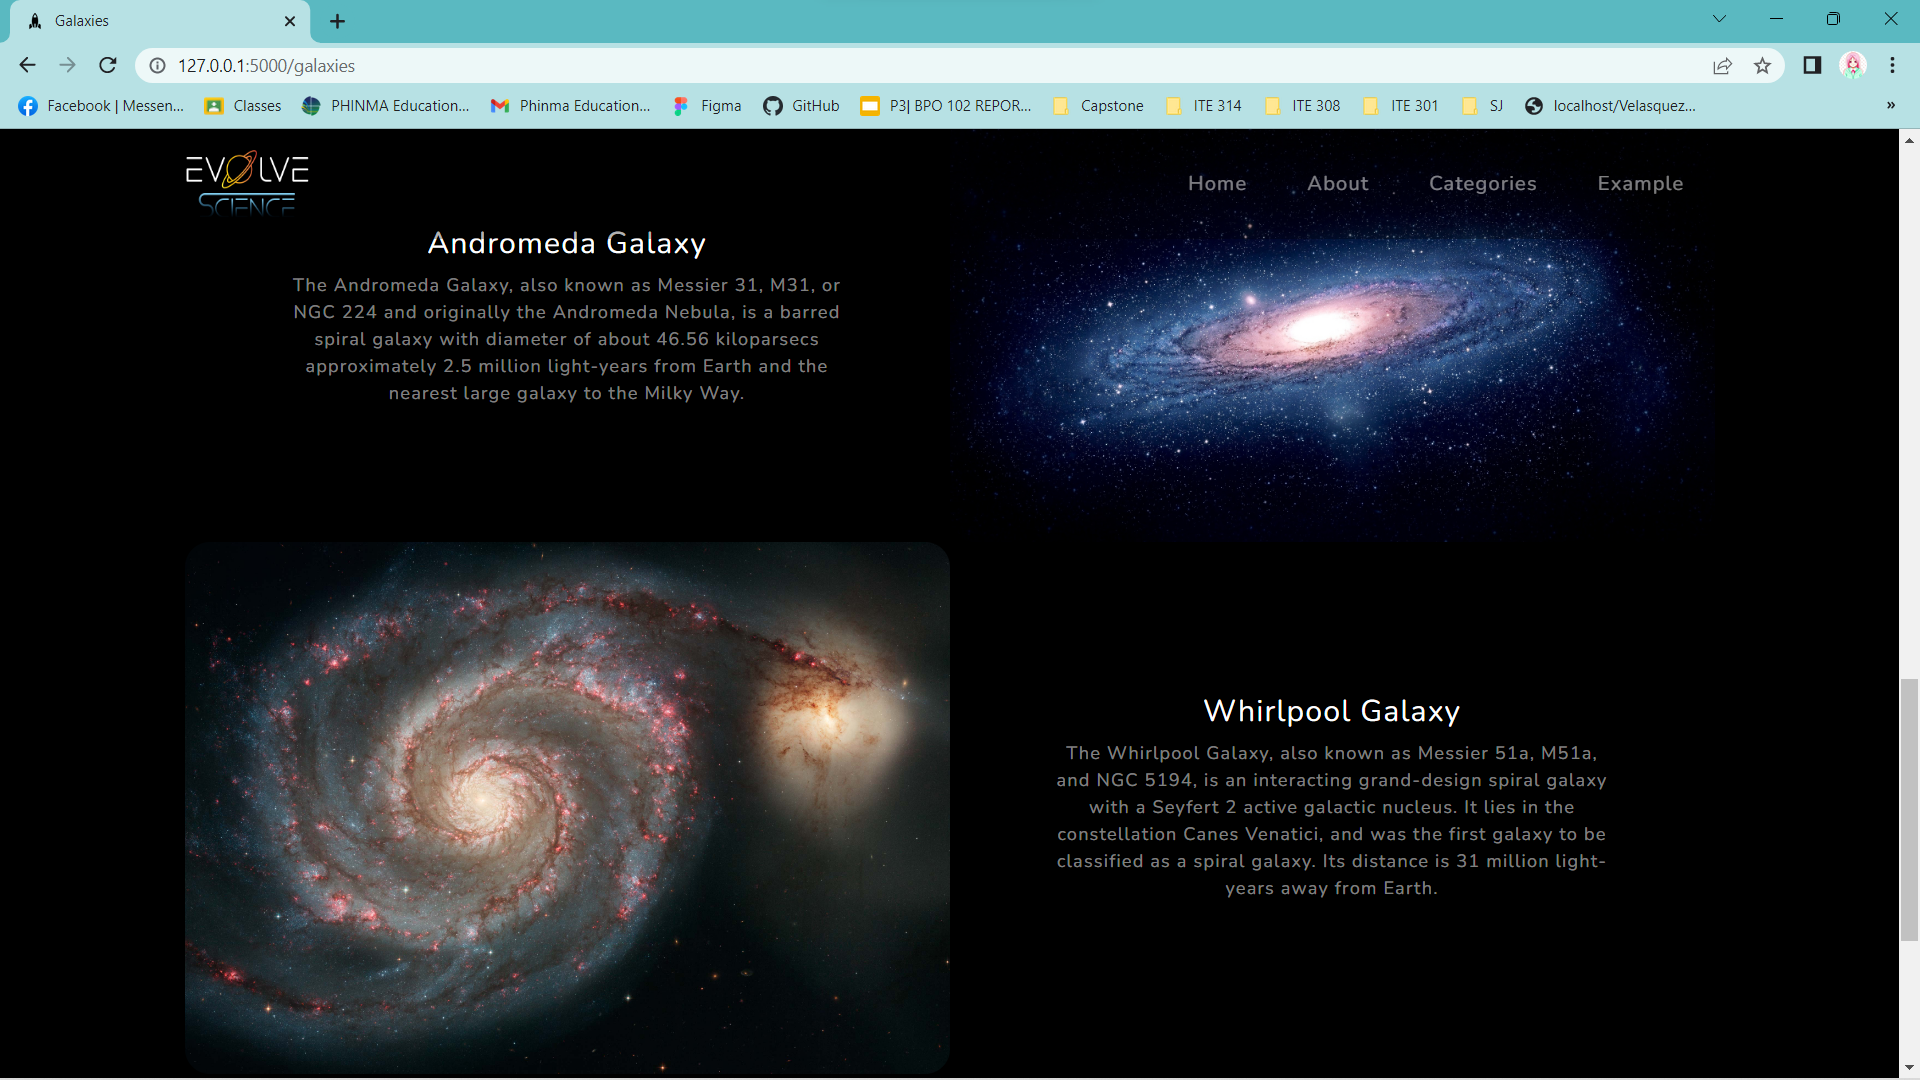 Galaxies
127.0.0.1:5000/galaxies
Facebook | Messen... Classes PHINMA Education... Phinma Education... Figma GitHub P3| BPO 102 REPOR... Capstone ITE 314 ITE 308 ITE 301 SJ localhost/Velasquez... »
EVOLVE
SCIENCE
Home About Categories Example
Andromeda Galaxy
The Andromeda Galaxy, also known as Messier 31, M31, or
NGC 224 and originally the Andromeda Nebula, is a barred
spiral galaxy with diameter of about 46.56 kiloparsecs
approximately 2.5 million light-years from Earth and the
nearest large galaxy to the Milky Way.
Whirlpool Galaxy
The Whirlpool Galaxy, also known as Messier 51a, M51a,
and NGC 5194, is an interacting grand-design spiral galaxy
with a Seyfert 2 active galactic nucleus. It lies in the
constellation Canes Venatici, and was the first galaxy to be
classified as a spiral galaxy. Its distance is 31 million light-
years away from Earth.